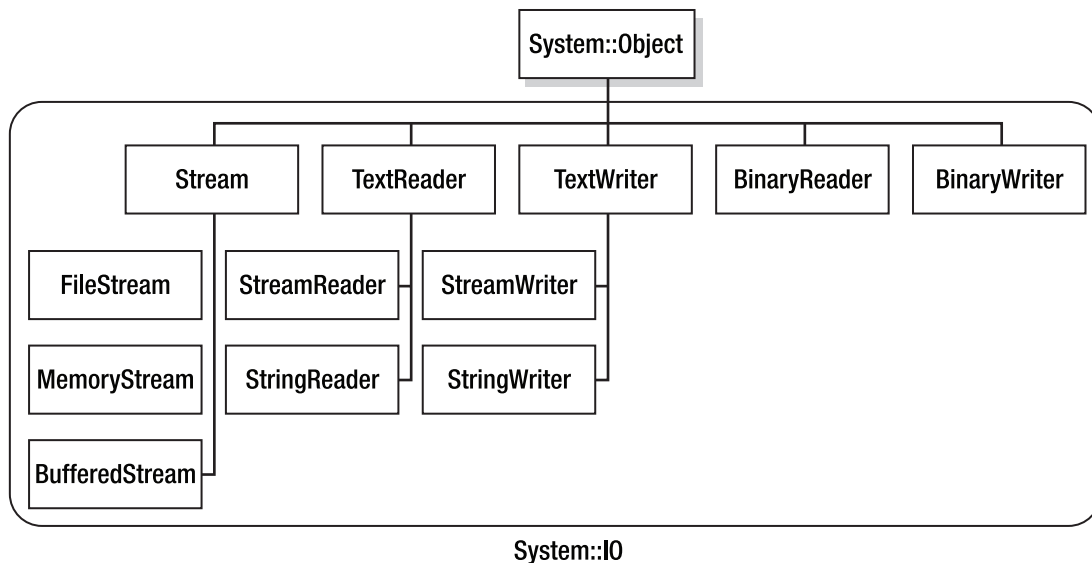 System::Object
Stream
TextReader
TextWriter
BinaryReader
BinaryWriter
FileStream
StreamReader
StreamWriter
MemoryStream
StringReader
StringWriter
BufferedStream
System::IO